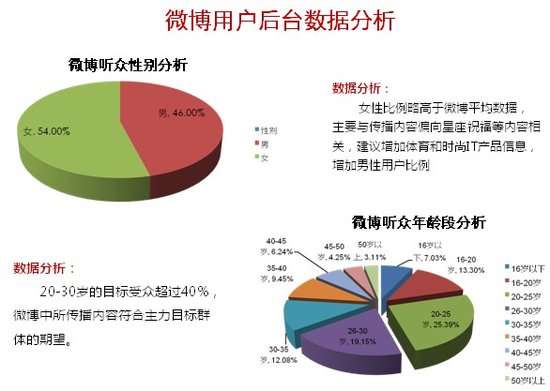 微博用户后台数据分析
微博听众性别分析
女, 54.00%
男, 46.00%
性别
男
女
数据分析：
女性比例略高于微博平均数据，
主要与传播内容偏向星座祝福等内容相
关，建议增加体育和时尚IT产品信息，
增加男性用户比例
数据分析：
20-30岁的目标受众超过40%，
微博中所传播内容符合主力目标群
体的期望。
微博听众年龄段分析
16岁以
下, 7.03%
16-20
岁, 13.30%
20-25
岁, 25.39%
26-30
岁, 19.15%
30-35
岁, 12.08%
35-40
岁, 9.45%
40-45
岁, 6.24%
45-50
岁, 4.25%
50岁以
上, 3.11%
16岁以下
16-20岁
20-25岁
26-30岁
30-35岁
35-40岁
40-45岁
45-50岁
50岁以上